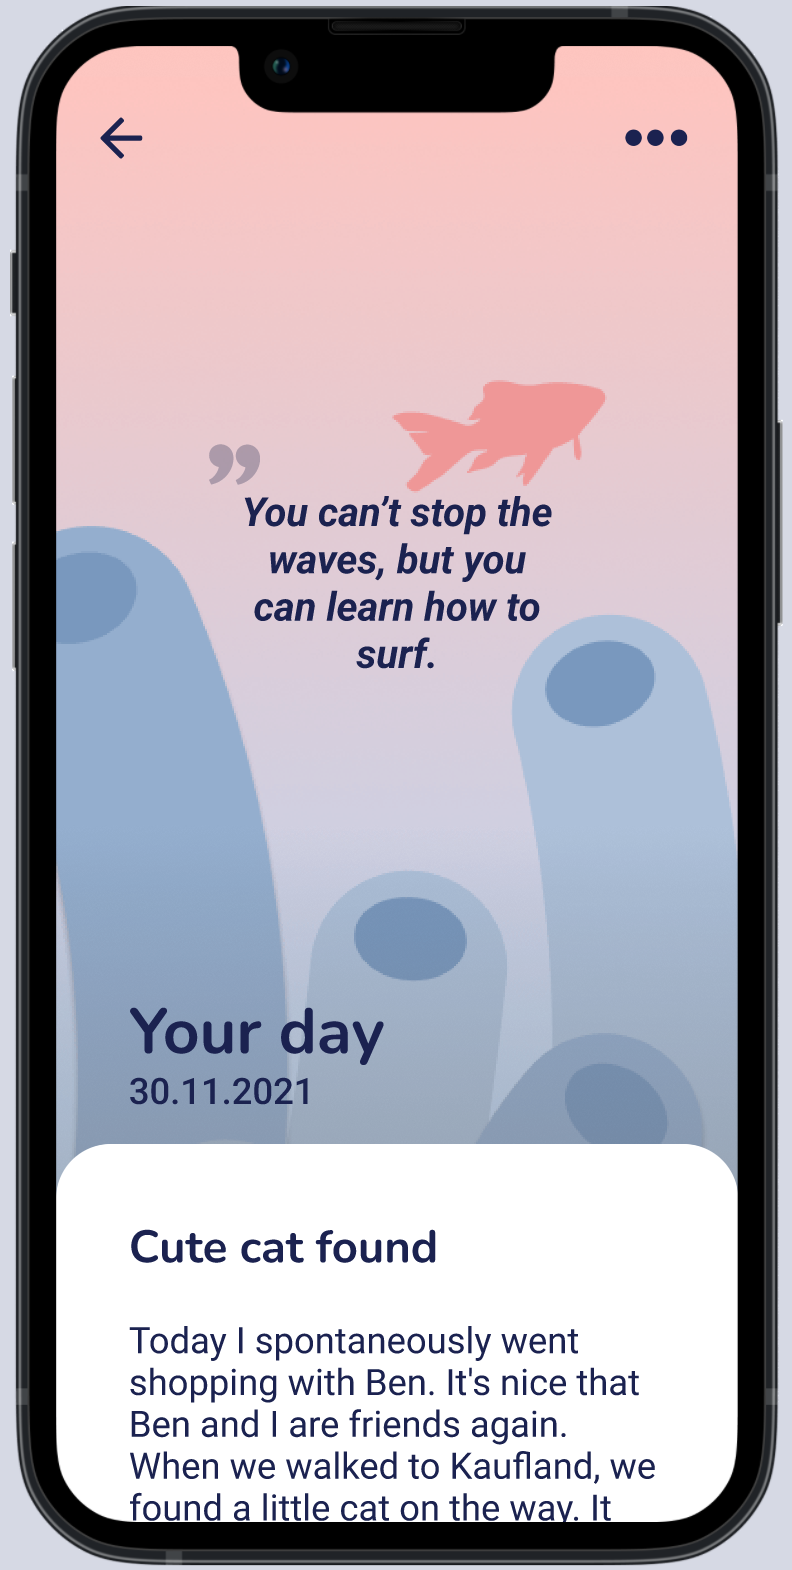 ”
You can’t stop the
waves, but you
can learn how to
surf.
Your day
30.11.2021
Cute cat found
Today I spontaneously went
shopping with Ben. It's nice that
Ben and I are friends again.
When we walked to Kaufland, we
found a little cat on the way. It